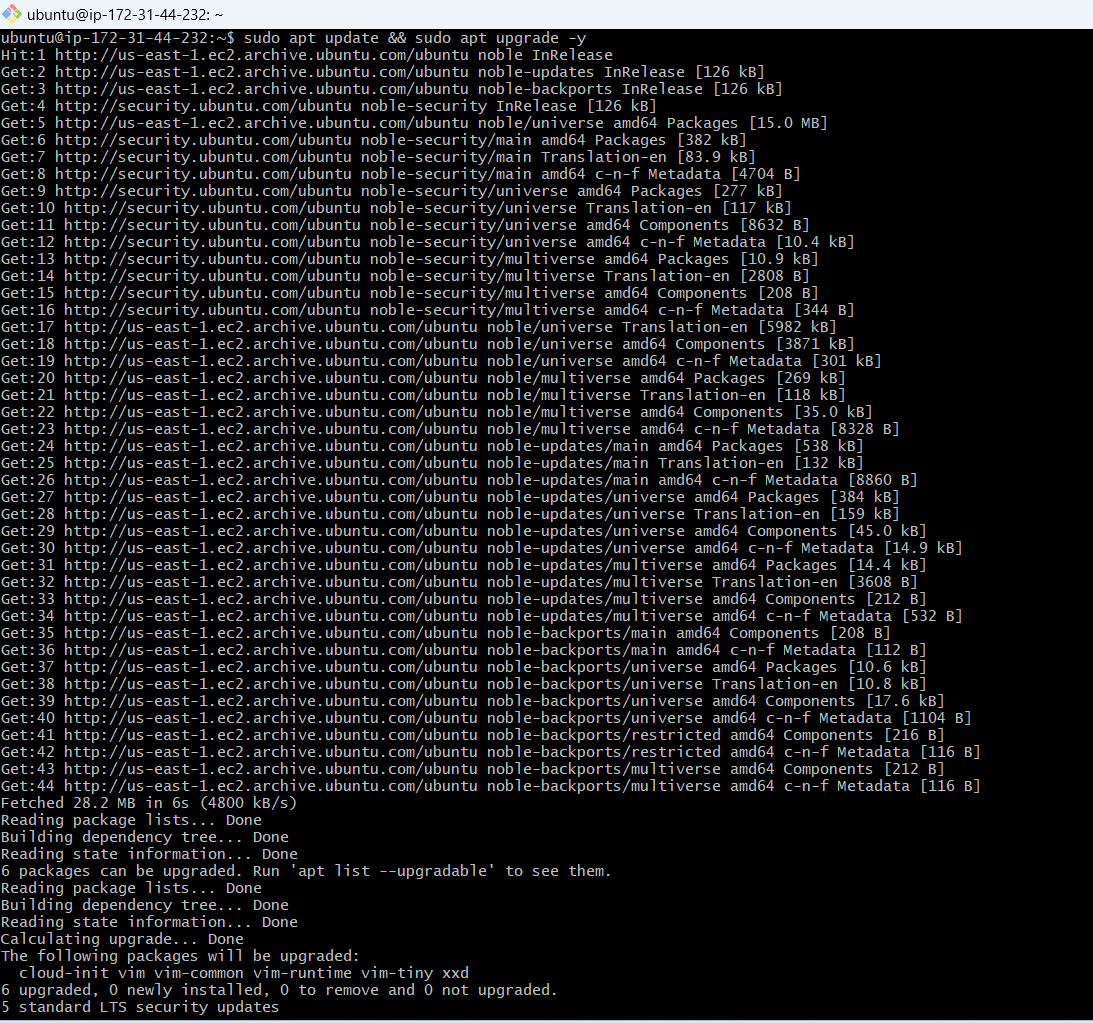 ubuntu@ip-172-31-44-232: ~
ubuntu@ip-172-31-44-232:~$ sudo apt update && sudo apt upgrade -y
Hit:1 http://us-east-1.ec2.archive.ubuntu.com/ubuntu noble InRelease
Get:2 http://us-east-1.ec2.archive.ubuntu.com/ubuntu noble-updates InRelease [126 kB]
Get:3 http://us-east-1.ec2.archive.ubuntu.com/ubuntu noble-backports InRelease [126 kB]
Get:4 http://security.ubuntu.com/ubuntu noble-security InRelease [126 kB]
Get:5 http://us-east-1.ec2.archive.ubuntu.com/ubuntu noble/universe amd64 Packages [15.0 MB]
Get:6 http://security.ubuntu.com/ubuntu noble-security/main amd64 Packages [382 kB]
Get:7 http://security.ubuntu.com/ubuntu noble-security/main Translation-en [83.9 kB]
Get:8 http://security.ubuntu.com/ubuntu noble-security/main amd64 c-n-f Metadata [4704 B]
Get:9 http://security.ubuntu.com/ubuntu noble-security/universe amd64 Packages [277 kB]
Get:10 http://security.ubuntu.com/ubuntu noble-security/universe Translation-en [117 kB]
Get:11 http://security.ubuntu.com/ubuntu noble-security/universe amd64 Components [8632 B]
Get:12 http://security.ubuntu.com/ubuntu noble-security/universe amd64 c-n-f Metadata [10.4 kB]
Get:13 http://security.ubuntu.com/ubuntu noble-security/multiverse amd64 Packages [10.9 kB]
Get:14 http://security.ubuntu.com/ubuntu noble-security/multiverse Translation-en [2808 B]
Get:15 http://security.ubuntu.com/ubuntu noble-security/multiverse amd64 Components [208 B]
Get:16 http://security.ubuntu.com/ubuntu noble-security/multiverse amd64 c-n-f Metadata [344 B]
Get:17 http://us-east-1.ec2.archive.ubuntu.com/ubuntu noble/universe Translation-en [5982 kB]
Get:18 http://us-east-1.ec2.archive.ubuntu.com/ubuntu noble/universe amd64 Components [3871 kB]
Get:19 http://us-east-1.ec2.archive.ubuntu.com/ubuntu noble/universe amd64 c-n-f Metadata [301 kB]
Get:20 http://us-east-1.ec2.archive.ubuntu.com/ubuntu noble/multiverse amd64 Packages [269 kB]
Get:21 http://us-east-1.ec2.archive.ubuntu.com/ubuntu noble/multiverse Translation-en [118 kB]
Get:22 http://us-east-1.ec2.archive.ubuntu.com/ubuntu noble/multiverse amd64 Components [35.0 kB]
Get:23 http://us-east-1.ec2.archive.ubuntu.com/ubuntu noble/multiverse amd64 c-n-f Metadata [8328 B]
Get:24 http://us-east-1.ec2.archive.ubuntu.com/ubuntu noble-updates/main amd64 Packages [538 kB]
Get:25 http://us-east-1.ec2.archive.ubuntu.com/ubuntu noble-updates/main Translation-en [132 kB]
Get:26 http://us-east-1.ec2.archive.ubuntu.com/ubuntu noble-updates/main amd64 c-n-f Metadata [8860 B]
Get:27 http://us-east-1.ec2.archive.ubuntu.com/ubuntu noble-updates/universe amd64 Packages [384 kB]
Get:28 http://us-east-1.ec2.archive.ubuntu.com/ubuntu noble-updates/universe Translation-en [159 kB]
Get:29 http://us-east-1.ec2.archive.ubuntu.com/ubuntu noble-updates/universe amd64 Components [45.0 kB]
Get:30 http://us-east-1.ec2.archive.ubuntu.com/ubuntu noble-updates/universe amd64 c-n-f Metadata [14.9 kB]
Get:31 http://us-east-1.ec2.archive.ubuntu.com/ubuntu noble-updates/multiverse amd64 Packages [14.4 kB]
Get:32 http://us-east-1.ec2.archive.ubuntu.com/ubuntu noble-updates/multiverse Translation-en [3608 B]
Get:33 http://us-east-1.ec2.archive.ubuntu.com/ubuntu noble-updates/multiverse amd64 Components [212 B]
Get:34 http://us-east-1.ec2.archive.ubuntu.com/ubuntu noble-updates/multiverse amd64 c-n-f Metadata [532 B]
Get:35 http://us-east-1.ec2.archive.ubuntu.com/ubuntu noble-backports/main amd64 Components [208 B]
Get:36 http://us-east-1.ec2.archive.ubuntu.com/ubuntu noble-backports/main amd64 c-n-f Metadata [112 B]
Get:37 http://us-east-1.ec2.archive.ubuntu.com/ubuntu noble-backports/universe amd64 Packages [10.6 kB]
Get:38 http://us-east-1.ec2.archive.ubuntu.com/ubuntu noble-backports/universe Translation-en [10.8 kB]
Get:39 http://us-east-1.ec2.archive.ubuntu.com/ubuntu noble-backports/universe amd64 Components [17.6 kB]
Get:40 http://us-east-1.ec2.archive.ubuntu.com/ubuntu noble-backports/universe amd64 c-n-f Metadata [1104 B]
Get:41 http://us-east-1.ec2.archive.ubuntu.com/ubuntu noble-backports/restricted amd64 Components [216 B]
Get:42 http://us-east-1.ec2.archive.ubuntu.com/ubuntu noble-backports/restricted amd64 c-n-f Metadata [116 B]
Get:43 http://us-east-1.ec2.archive.ubuntu.com/ubuntu noble-backports/multiverse amd64 Components [212 B]
Get:44 http://us-east-1.ec2.archive.ubuntu.com/ubuntu noble-backports/multiverse amd64 c-n-f Metadata [116 B]
Fetched 28.2 MB in 6s (4800 kB/s)
Reading package lists... Done
Building dependency tree... Done
Reading state information... Done
6 packages can be upgraded. Run 'apt list --upgradable' to see them.
Reading package lists... Done
Building dependency tree... Done
Reading state information... Done
Calculating upgrade... Done
The following packages will be upgraded:
  cloud-init vim vim-common vim-runtime vim-tiny xxd
6 upgraded, 0 newly installed, 0 to remove and 0 not upgraded.
5 standard LTS security updates